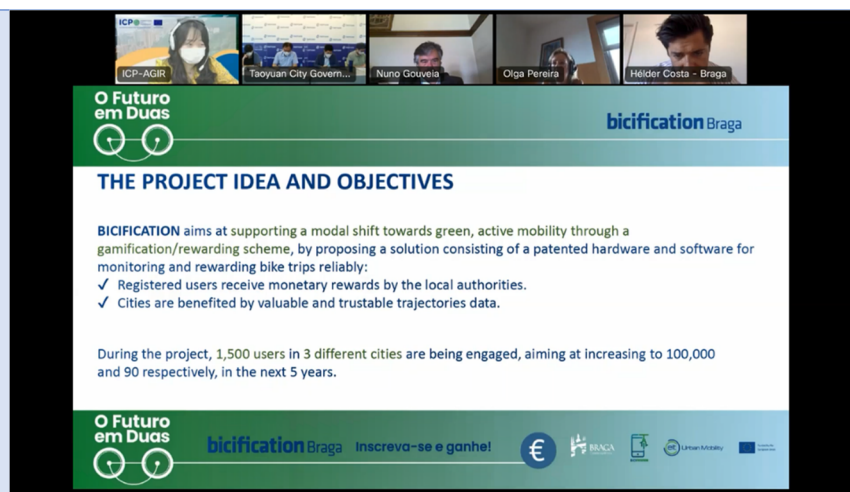 ICP
ICP-AGIR
Taoyuan City Govern...
Nuno Gouveia
Olga Pereira
Hélder Costa - Braga
O Futuro
em Duas
bicification Braga
THE PROJECT IDEA AND OBJECTIVES
BICIFICATION aims at supporting a modal shift towards green, active mobility through a
gamification/rewarding scheme, by proposing a solution consisting of a patented hardware and software for
monitoring and rewarding bike trips reliably:
✓ Registered users receive monetary rewards by the local authorities.
✓ Cities are benefited by valuable and trustable trajectories data.
During the project, 1,500 users in 3 different cities are being engaged, aiming at increasing to 100,000
and 90 respectively, in the next 5 years.
O Futuro
em Duas
bicification Braga Inscreva-se e ganhe! € BRAGA eit Urban Mobility